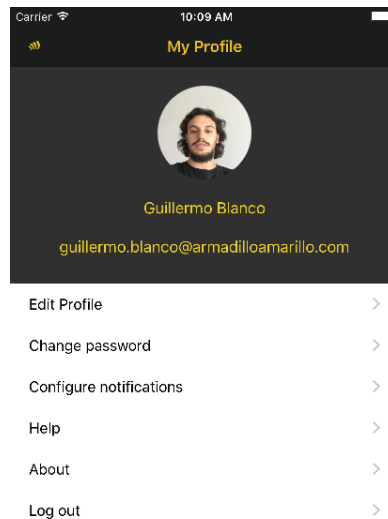 Carrier 10:09 AM
My Profile
Guillermo Blanco
guillermo.blanco@armadilloamarillo.com
Edit Profile
Change password
Configure notifications
Help
About
Log out